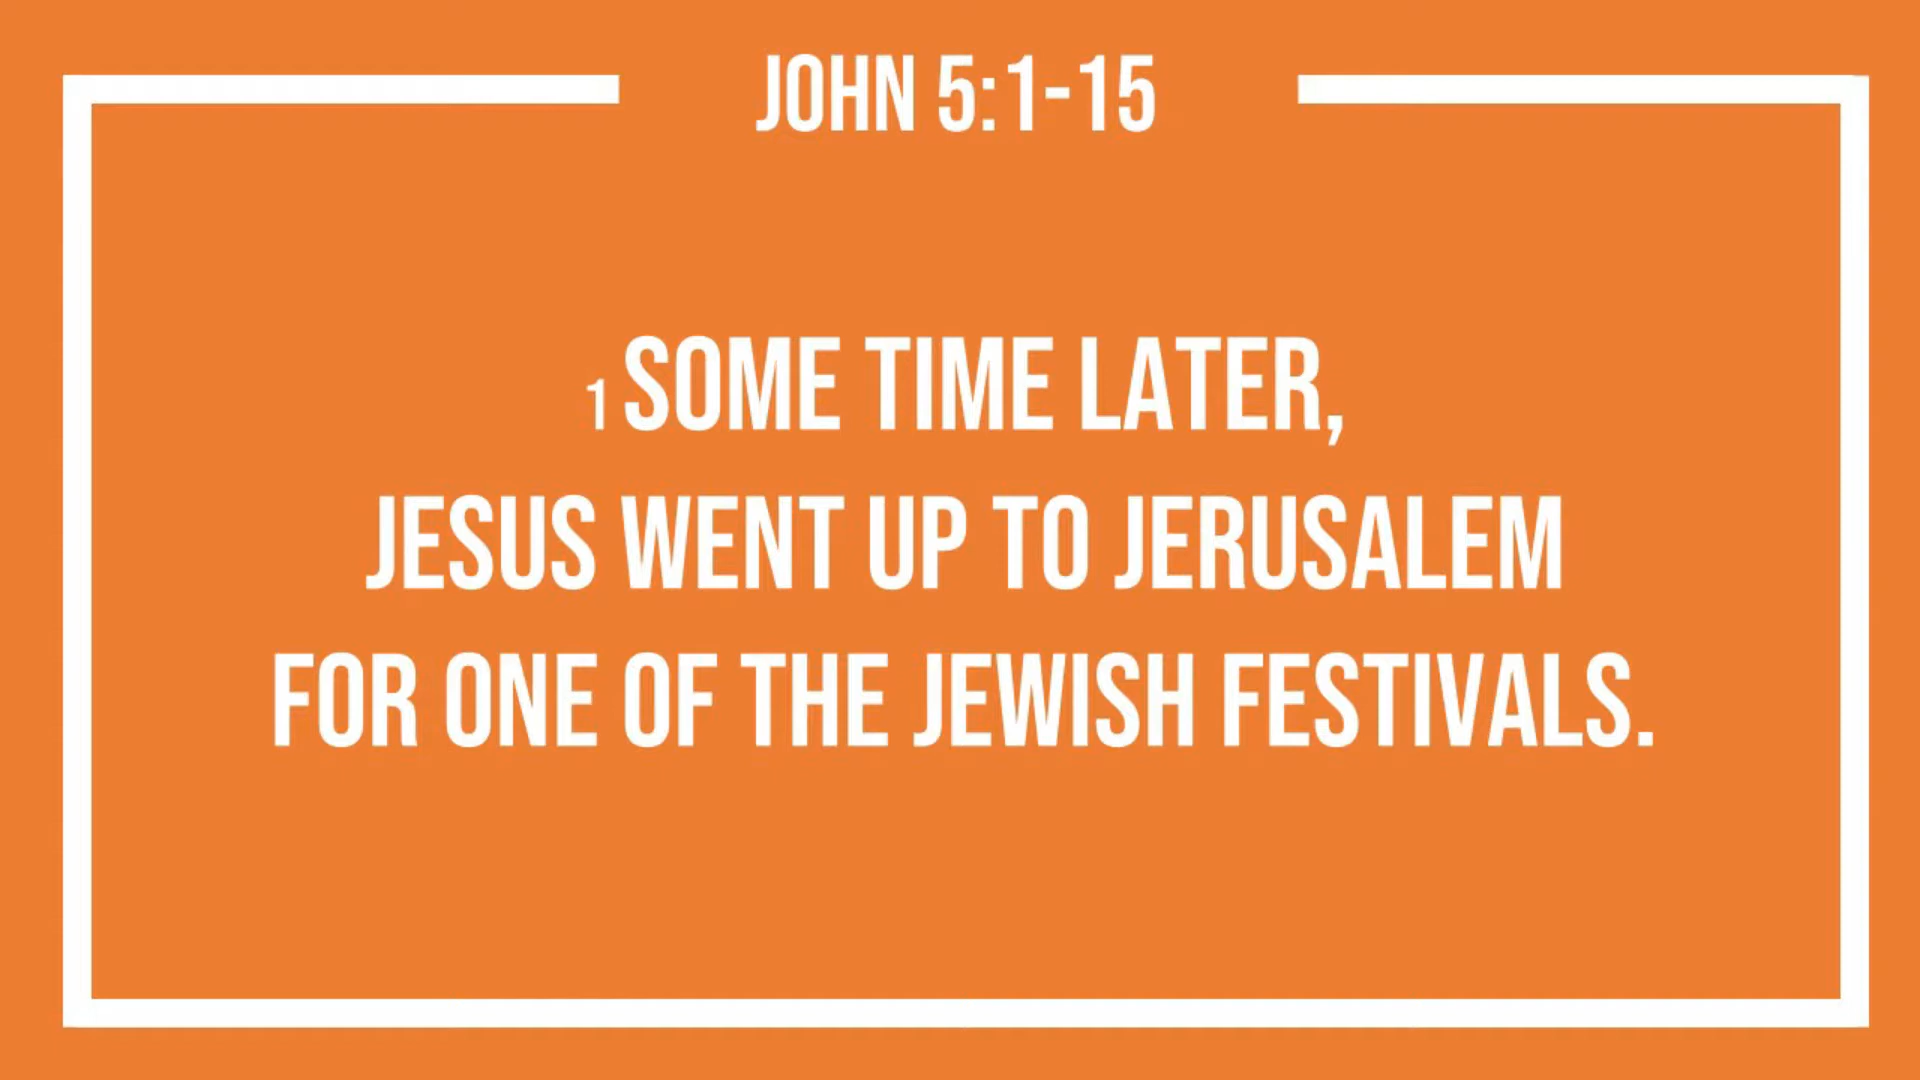 JOHN 5:1-15
1 SOME TIME LATER,
JESUS WENT UP TO JERUSALEM
FOR ONE OF THE JEWISH FESTIVALS.